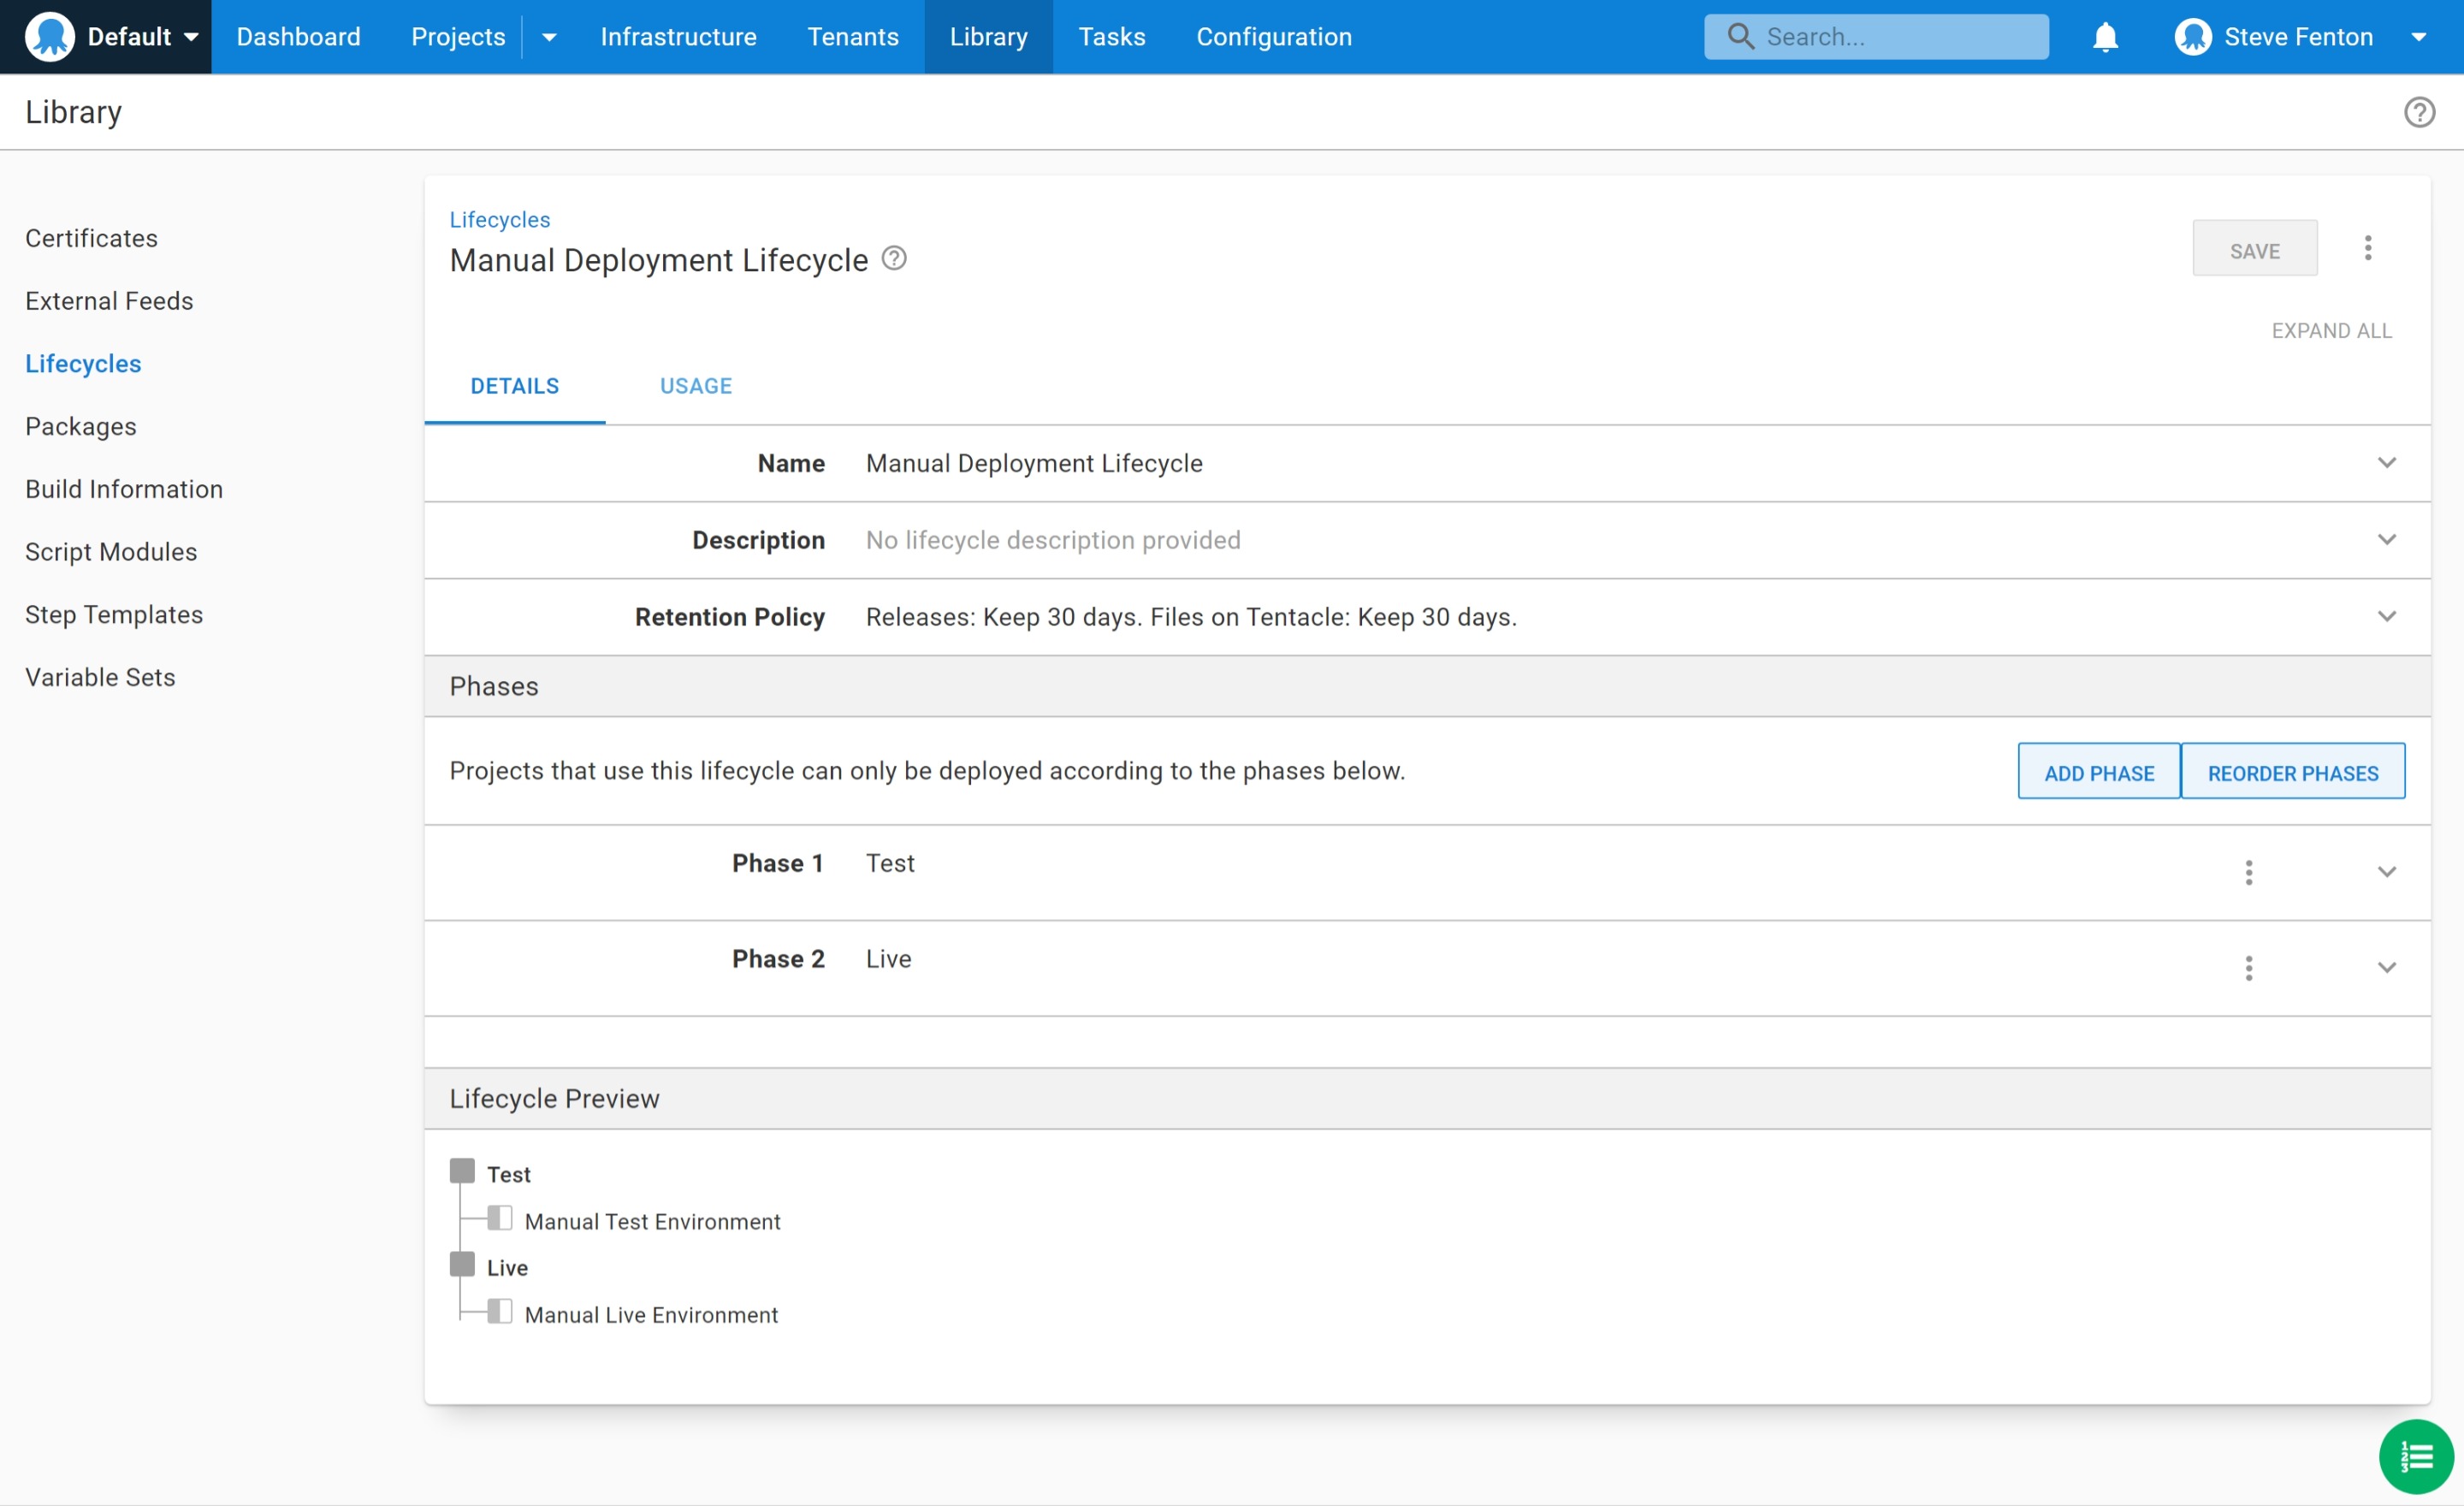 Default Dashboard Projects Infrastructure Tenants Library Tasks Configuration Search... Steve Fenton
Library
Certificates
External Feeds
Lifecycles
Packages
Build Information
Script Modules
Step Templates
Variable Sets
Lifecycles
Manual Deployment Lifecycle
SAVE
EXPAND ALL
DETAILS USAGE
Name Manual Deployment Lifecycle
Description No lifecycle description provided
Retention Policy Releases: Keep 30 days. Files on Tentacle: Keep 30 days.
Phases
Projects that use this lifecycle can only be deployed according to the phases below. ADD PHASE REORDER PHASES
Phase 1 Test
Phase 2 Live
Lifecycle Preview
Test
Manual Test Environment
Live
Manual Live Environment